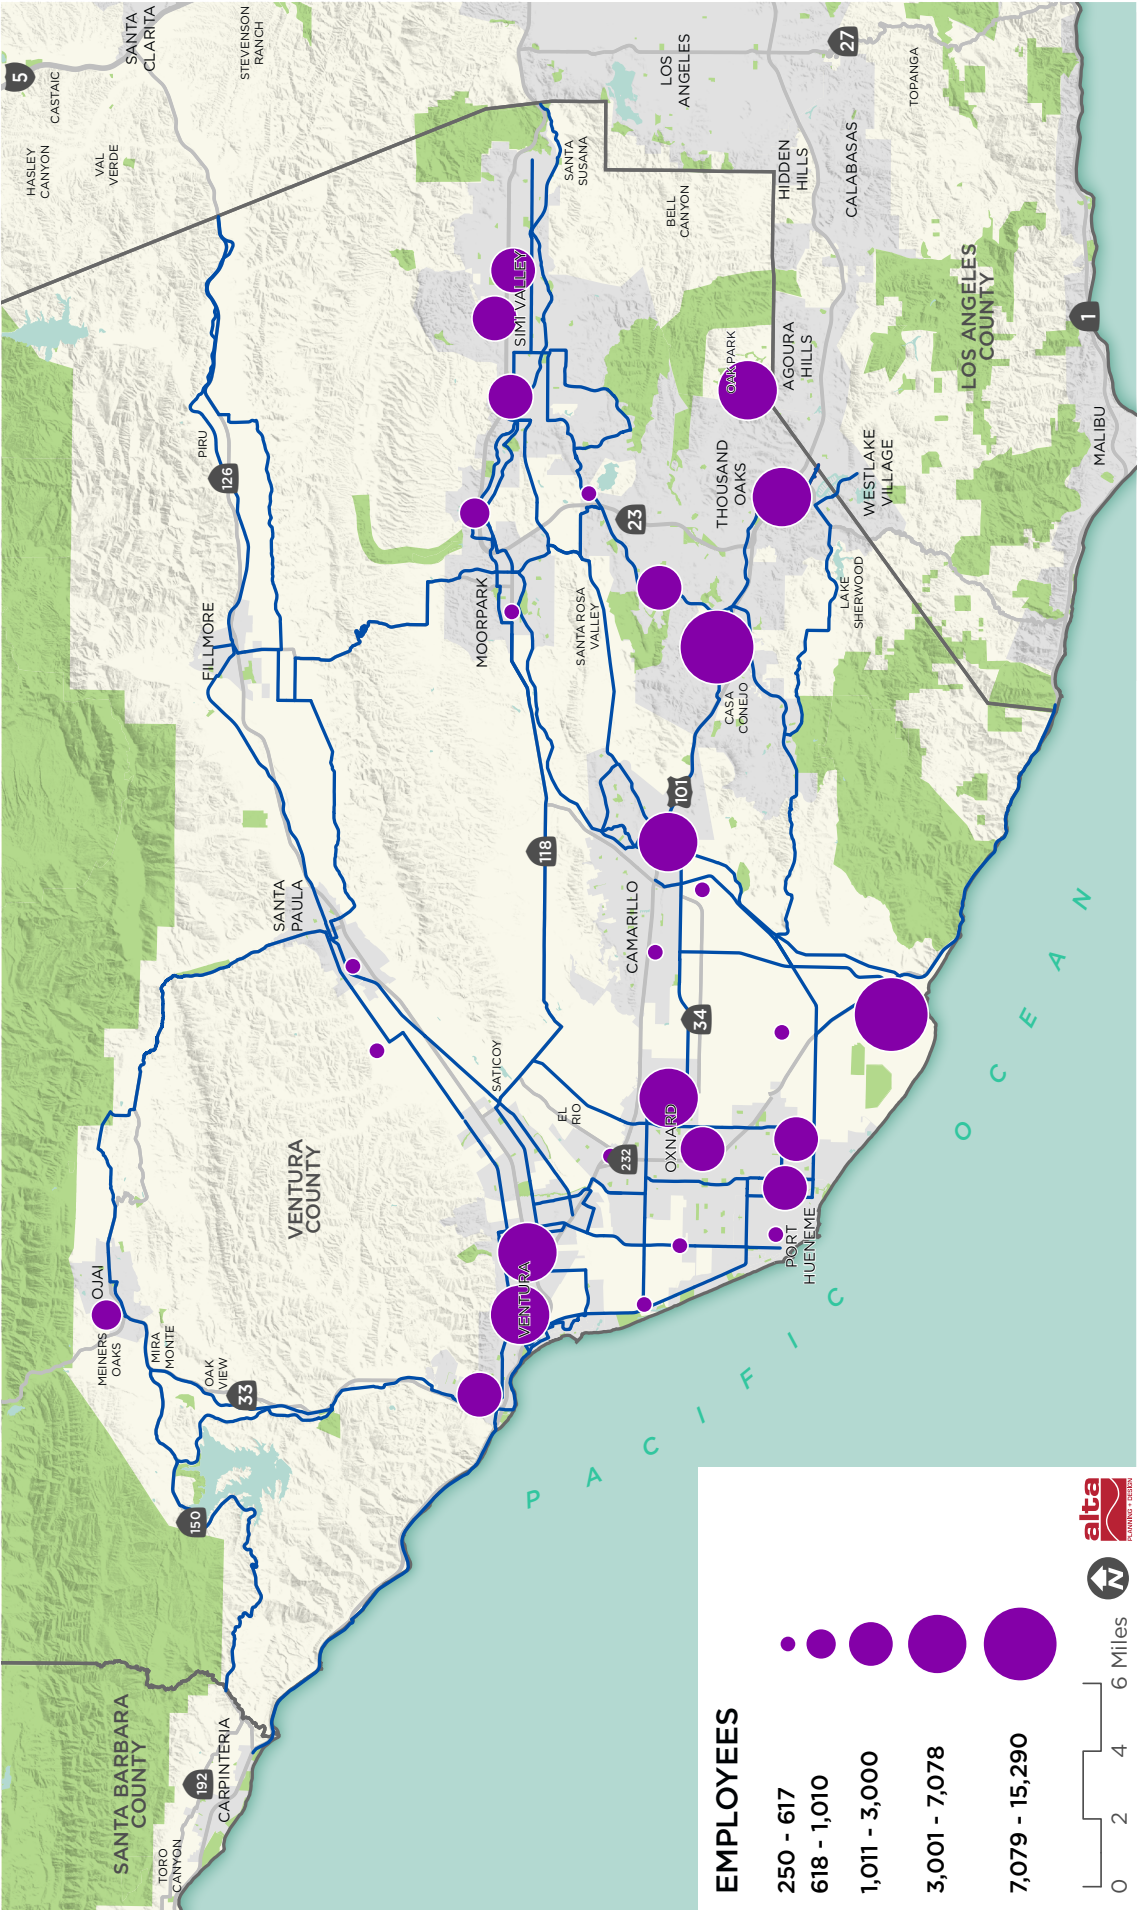 5
SANTA
CLARITA
STEVENSON
RANCH
CASTAIC
HASLEY
CANYON
VAL
VERDE
LOS
ANGELES
27
TOPANGA
SANTA
SUSANA
BELL
CANYON
HIDDEN
HILLS
CALABASAS
LOS ANGELES
COUNTY
1
MALIBU
SIMI VALLEY
OAK PARK
AGOURA
HILLS
PIRU
126
THOUSAND
OAKS
WESTLAKE
VILLAGE
23
FILLMORE
MOORPARK
SANTA ROSA
VALLEY
LAKE
SHERWOOD
CASA
CONEJO
101
118
SANTA
PAULA
CAMARILLO
34
SATICOY
EL
RIO
OXNARD
232
VENTURA
COUNTY
PORT
HUENEME
VENTURA
OJAI
MEINERS
OAKS
MIRA
MONTE
OAK
VIEW
33
150
PACIFIC OCEAN
SANTA BARBARA
COUNTY
192
CARPINTERIA
TORO
CANYON
EMPLOYEES
250 - 617
618 - 1,010
1,011 - 3,000
3,001 - 7,078
7,079 - 15,290
0 2 4 6 Miles
N
alta
PLANNING + DESIGN